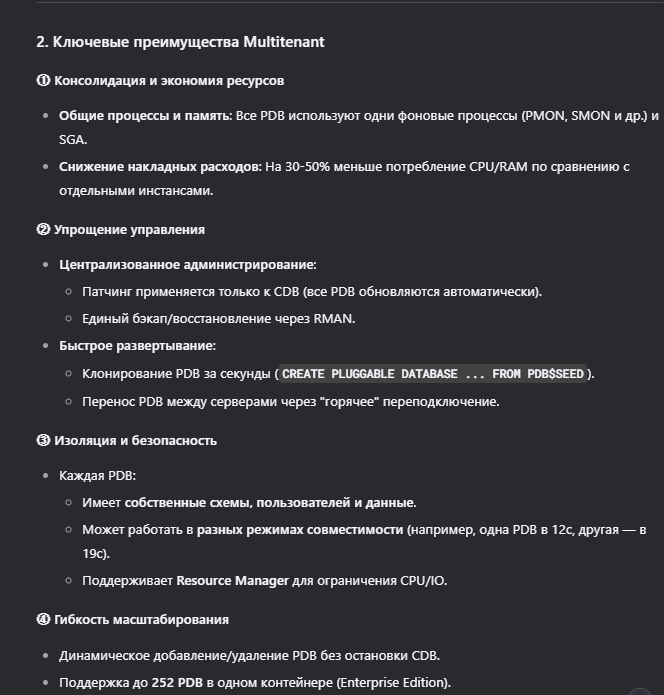 2. Ключевые преимущества Multitenant
① Консолидация и экономия ресурсов
• Общие процессы и память: Все PDB используют одни фоновые процессы (PMON, SMON и др.) и
SGA.
• Снижение накладных расходов: На 30-50% меньше потребление CPU/RAM по сравнению с
отдельными инстансами.
② Упрощение управления
• Централизованное администрирование:
◦ Патчинг применяется только к CDB (все PDB обновляются автоматически).
◦ Единый бэкап/восстановление через RMAN.
• Быстрое развертывание:
◦ Клонирование PDB за секунды (CREATE PLUGGABLE DATABASE ... FROM PDB$SEED).
◦ Перенос PDB между серверами через "горячее" переподключение.
③ Изоляция и безопасность
• Каждая PDB:
◦ Имеет собственные схемы, пользователей и данные.
◦ Может работать в разных режимах совместимости (например, одна PDB в 12c, другая — в
19c).
◦ Поддерживает Resource Manager для ограничения CPU/IO.
④ Гибкость масштабирования
• Динамическое добавление/удаление PDB без остановки CDB.
• Поддержка до 252 PDB в одном контейнере (Enterprise Edition).